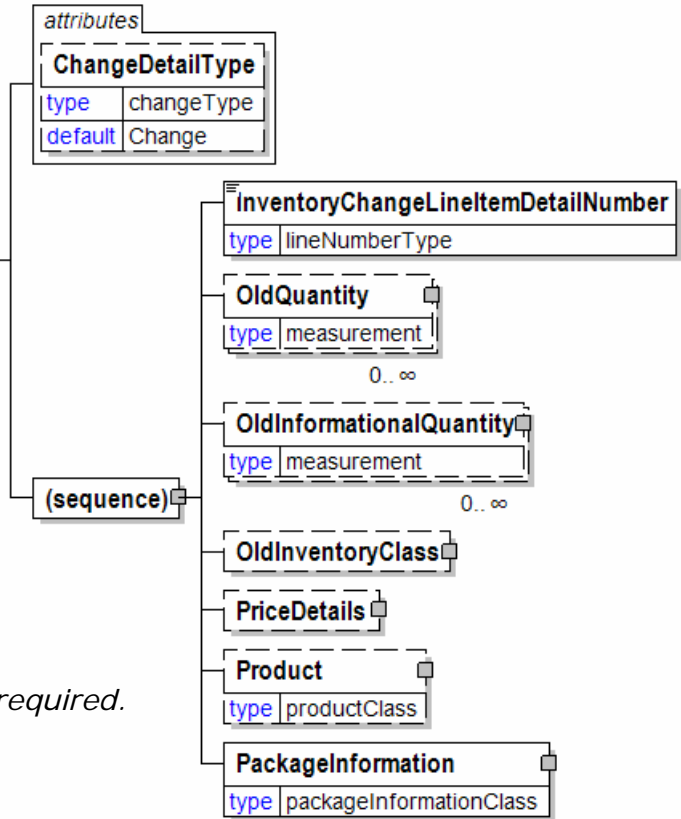 attributes
ChangeDetailType
type changeType
default Change
InventoryChangeLineItemDetailNumber
type lineNumberType
OldQuantity
type measurement
0.. ∞
OldInformationalQuantity
type measurement
0.. ∞
(sequence)
OldInventoryClass
PriceDetails
Product
type productClass
required.
PackageInformation
type packageInformationClass